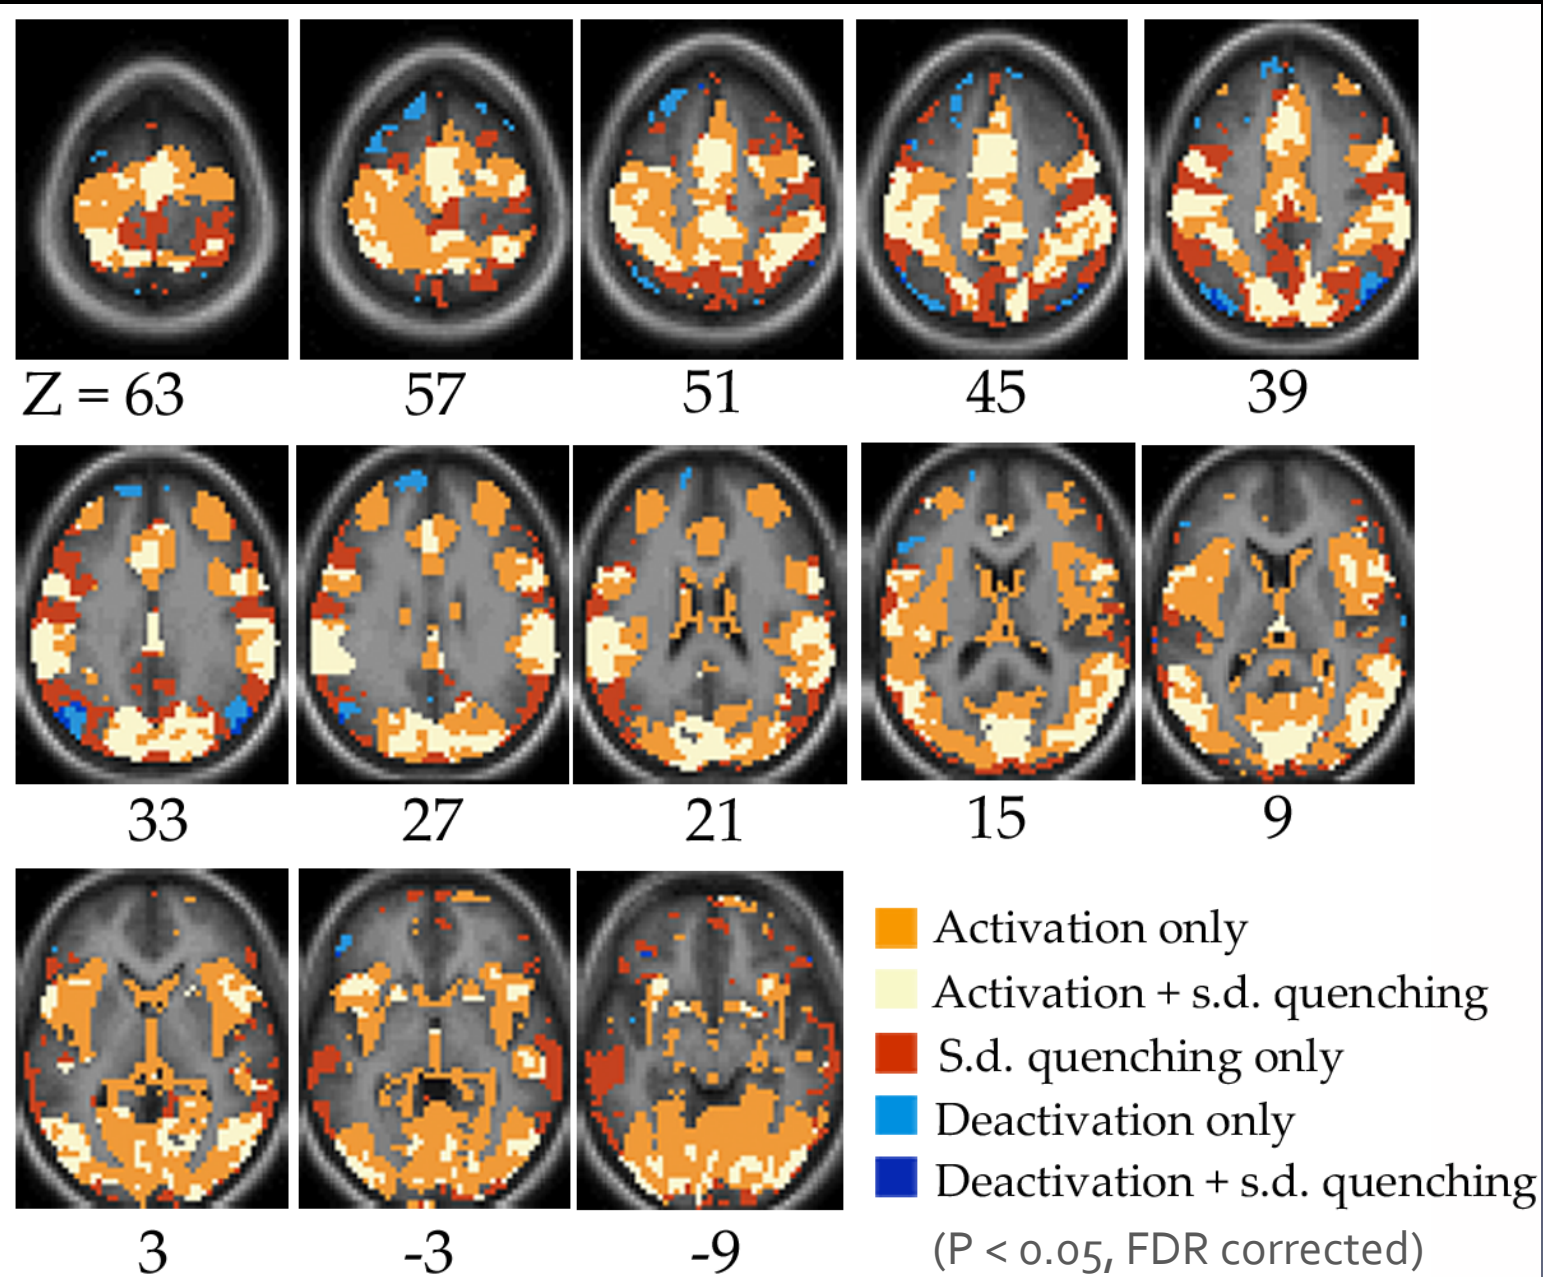 Z = 63 57 51 45 39
33 27 21 15 9
3 -3 -9
Activation only
Activation + s.d. quenching
S.d. quenching only
Deactivation only
Deactivation + s.d. quenching
(P < 0.05, FDR corrected)